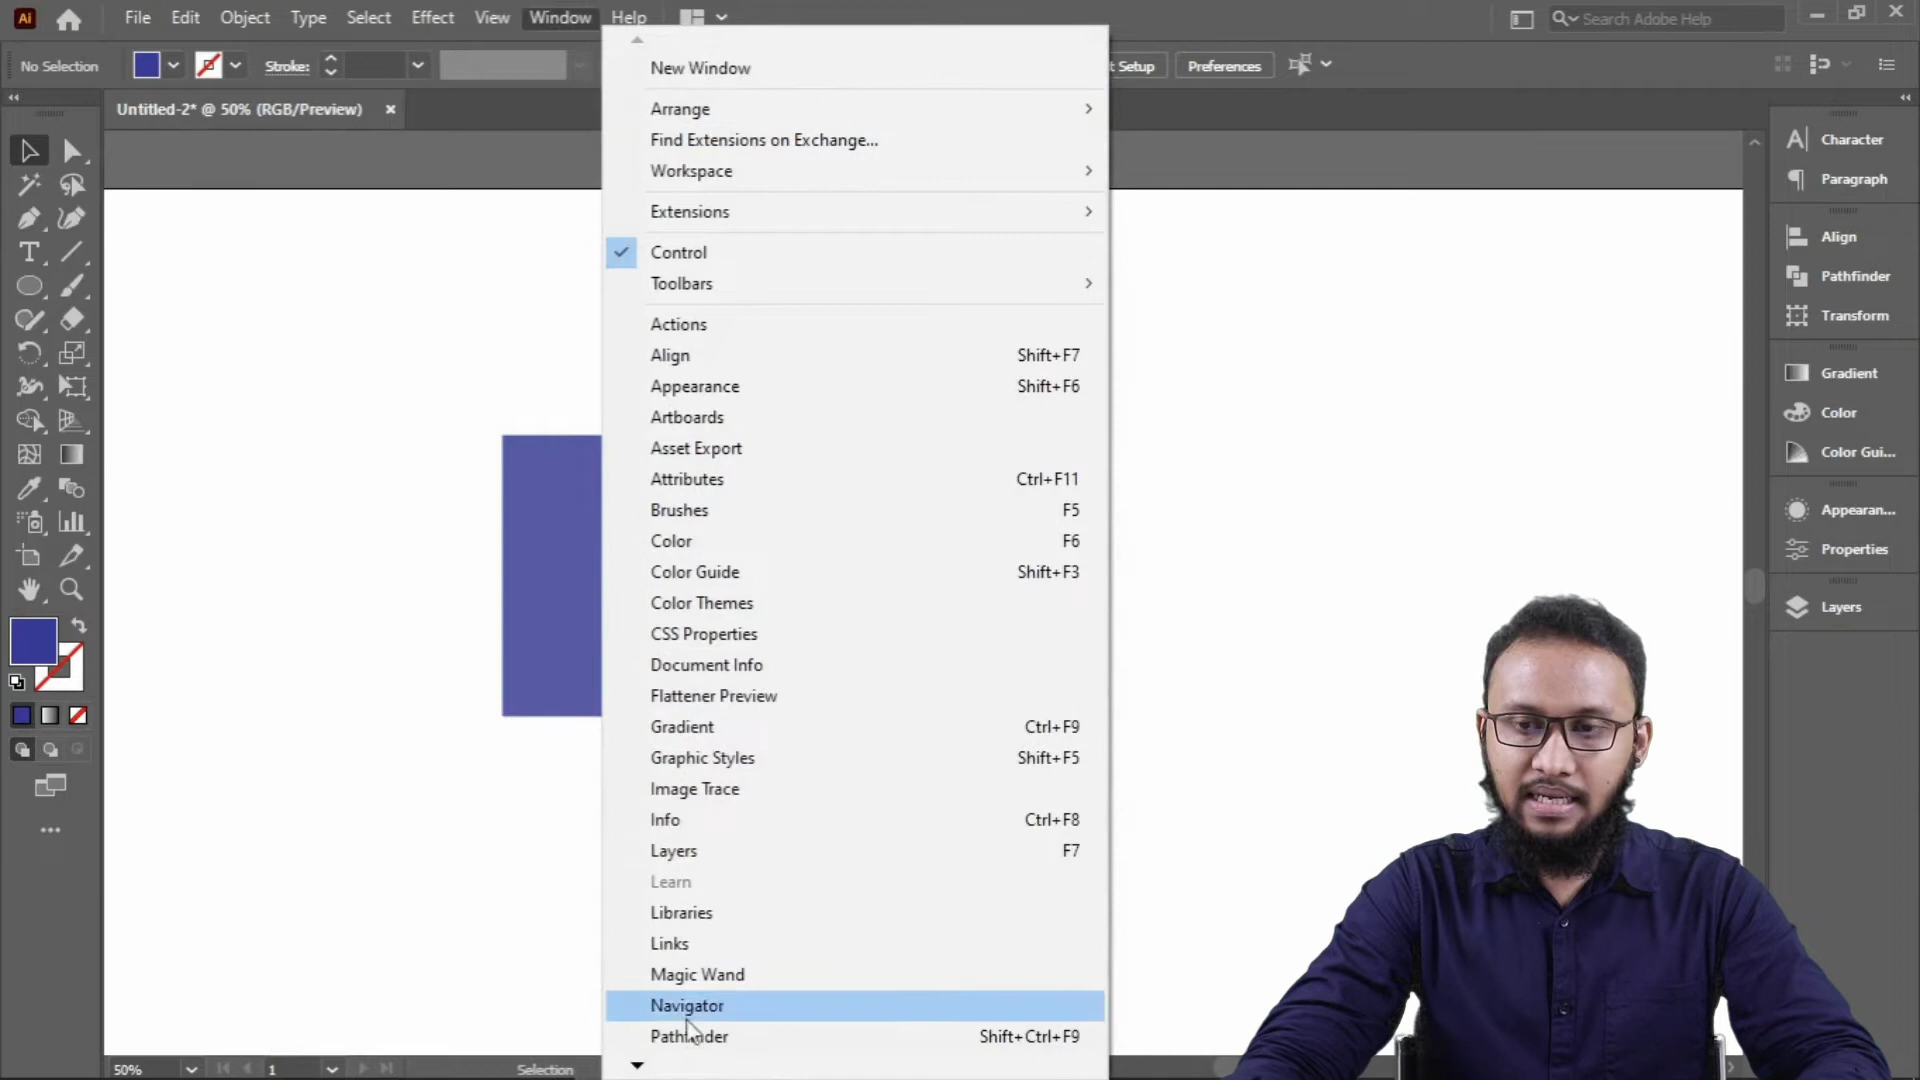 Ai File Edit Object Type Select Effect View Window Help Search Adobe Help
No Selection Stroke: t Setup Preferences
Untitled-2* @ 50% (RGB/Preview)
New Window
Arrange
Find Extensions on Exchange...
Workspace
Extensions
Control
Toolbars
Actions
Align Shift+F7
Appearance Shift+F6
Artboards
Asset Export
Attributes Ctrl+F11
Brushes F5
Color F6
Color Guide Shift+F3
Color Themes
CSS Properties
Document Info
Flattener Preview
Gradient Ctrl+F9
Graphic Styles Shift+F5
Image Trace
Info Ctrl+F8
Layers F7
Learn
Libraries
Links
Magic Wand
Navigator
Pathfinder Shift+Ctrl+F9
Character
Paragraph
Align
Pathfinder
Transform
Gradient
Color
Color Gui...
Appearan...
Properties
Layers
50% 1 Selection